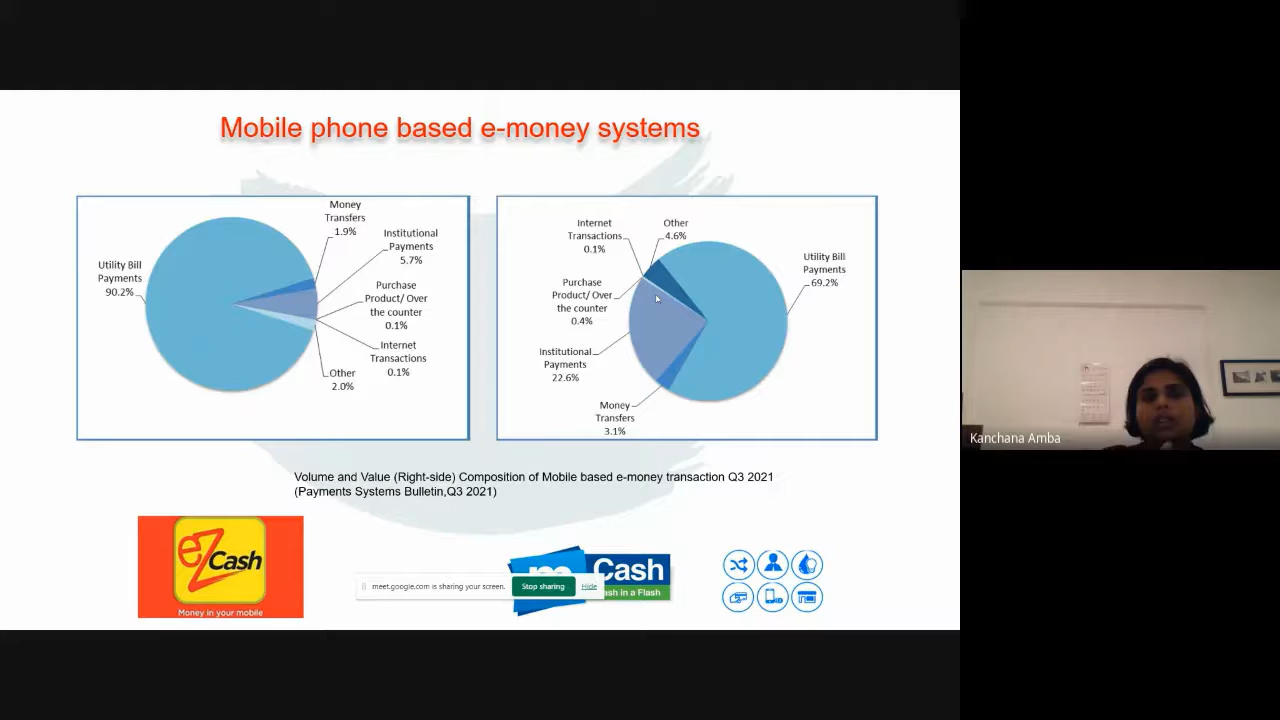 Mobile phone based e-money systems
Money
Transfers
1.9%
Institutional
Payments
5.7%
Utility Bill
Payments
90.2%
Purchase
Product/ Over
the counter
0.1%
Internet
Transactions
0.1%
Other
2.0%
Internet
Transactions
0.1%
Other
4.6%
Utility Bill
Payments
69.2%
Purchase
Product/ Over
the counter
0.4%
Institutional
Payments
22.6%
Money
Transfers
3.1%
Volume and Value (Right-side) Composition of Mobile based e-money transaction Q3 2021
(Payments Systems Bulletin,Q3 2021)
eZ Cash
Money in your mobile
Cash
ash in a Flash
meet.google.com is sharing your screen.
Stop sharing
Hide
Kanchana Amba